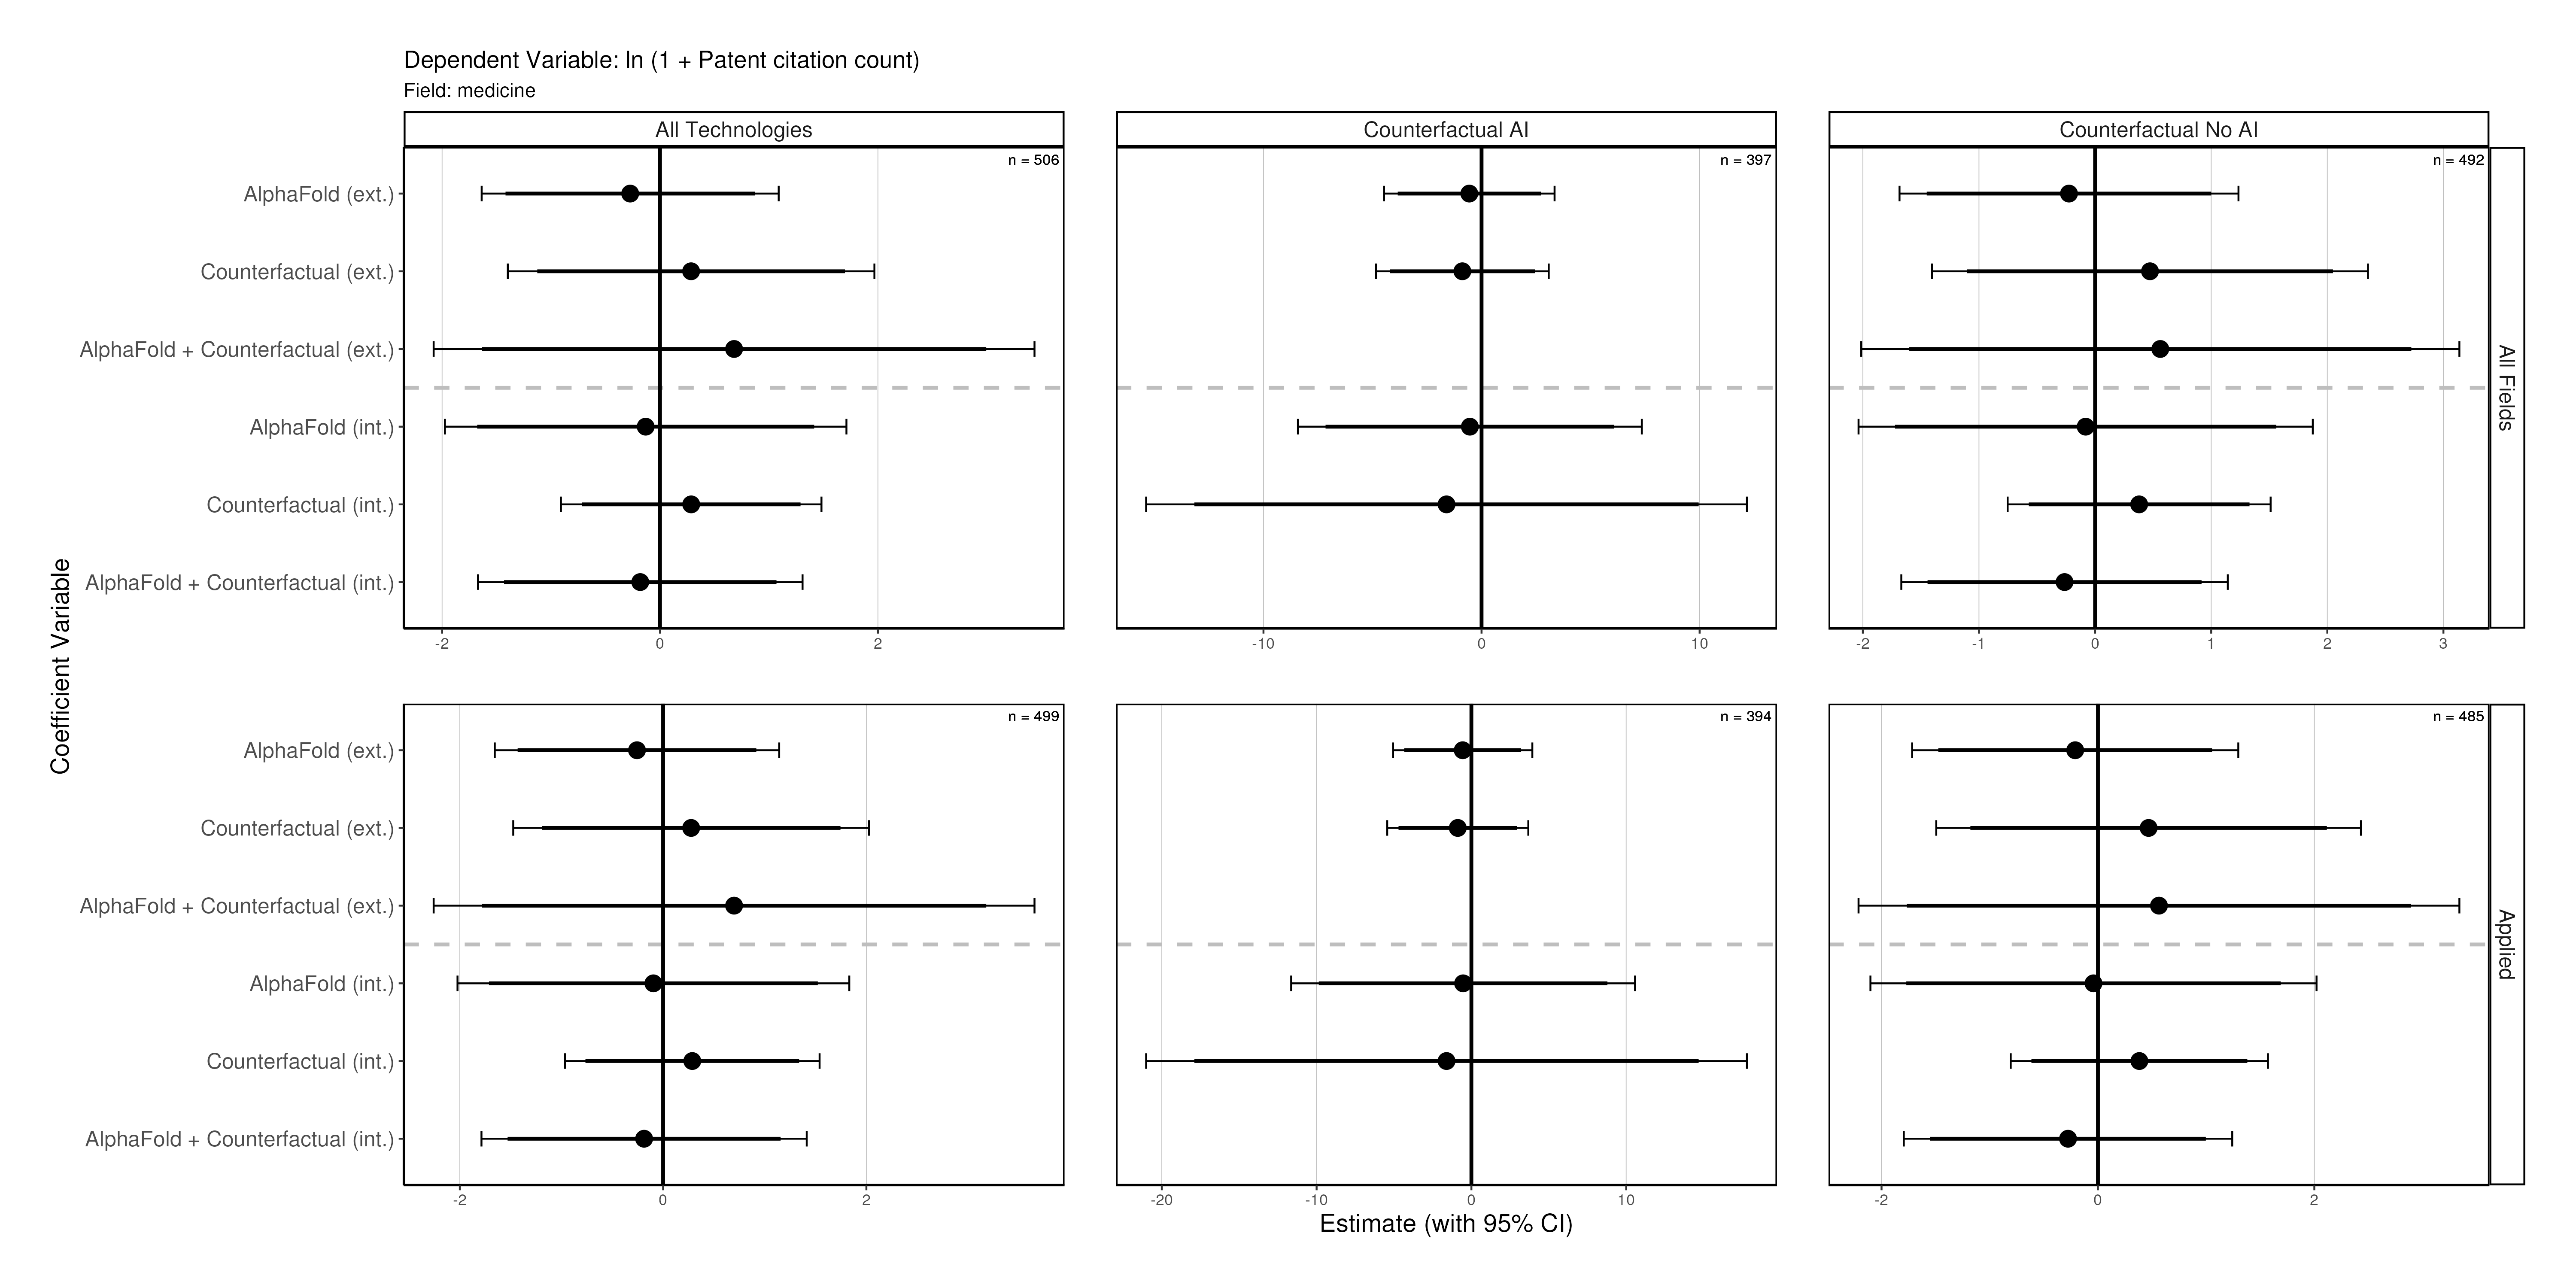 Dependent Variable: ln (1 + Patent citation count)
Field: medicine
All Technologies
Counterfactual AI
Counterfactual No AI
n = 506
n = 397
n = 492
AlphaFold (ext.)
Counterfactual (ext.)
AlphaFold + Counterfactual (ext.)
AlphaFold (int.)
Counterfactual (int.)
AlphaFold + Counterfactual (int.)
All Fields
-2 0 2
-10 0 10
-2 -1 0 1 2 3
Coefficient Variable
n = 499
n = 394
n = 485
AlphaFold (ext.)
Counterfactual (ext.)
AlphaFold + Counterfactual (ext.)
AlphaFold (int.)
Counterfactual (int.)
AlphaFold + Counterfactual (int.)
Applied
-2 0 2
-20 -10 0 10
-2 0 2
Estimate (with 95% CI)